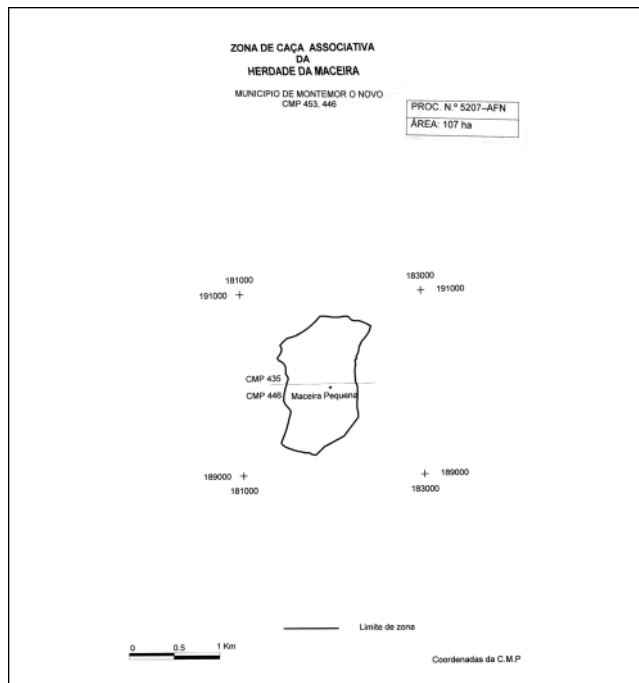 ZONA DE CAÇA ASSOCIATIVA
DA
HERDADE DA MACEIRA
MUNICIPIO DE MONTEMOR O NOVO
CMP 453, 446
PROC. N.º 5207–AFN
ÁREA: 107 ha
181000
191000
183000
191000
CMP 435
CMP 446
Maceira Pequena
189000
181000
189000
183000
Limite de zona
0 0.5 1 Km
Coordenadas da C.M.P